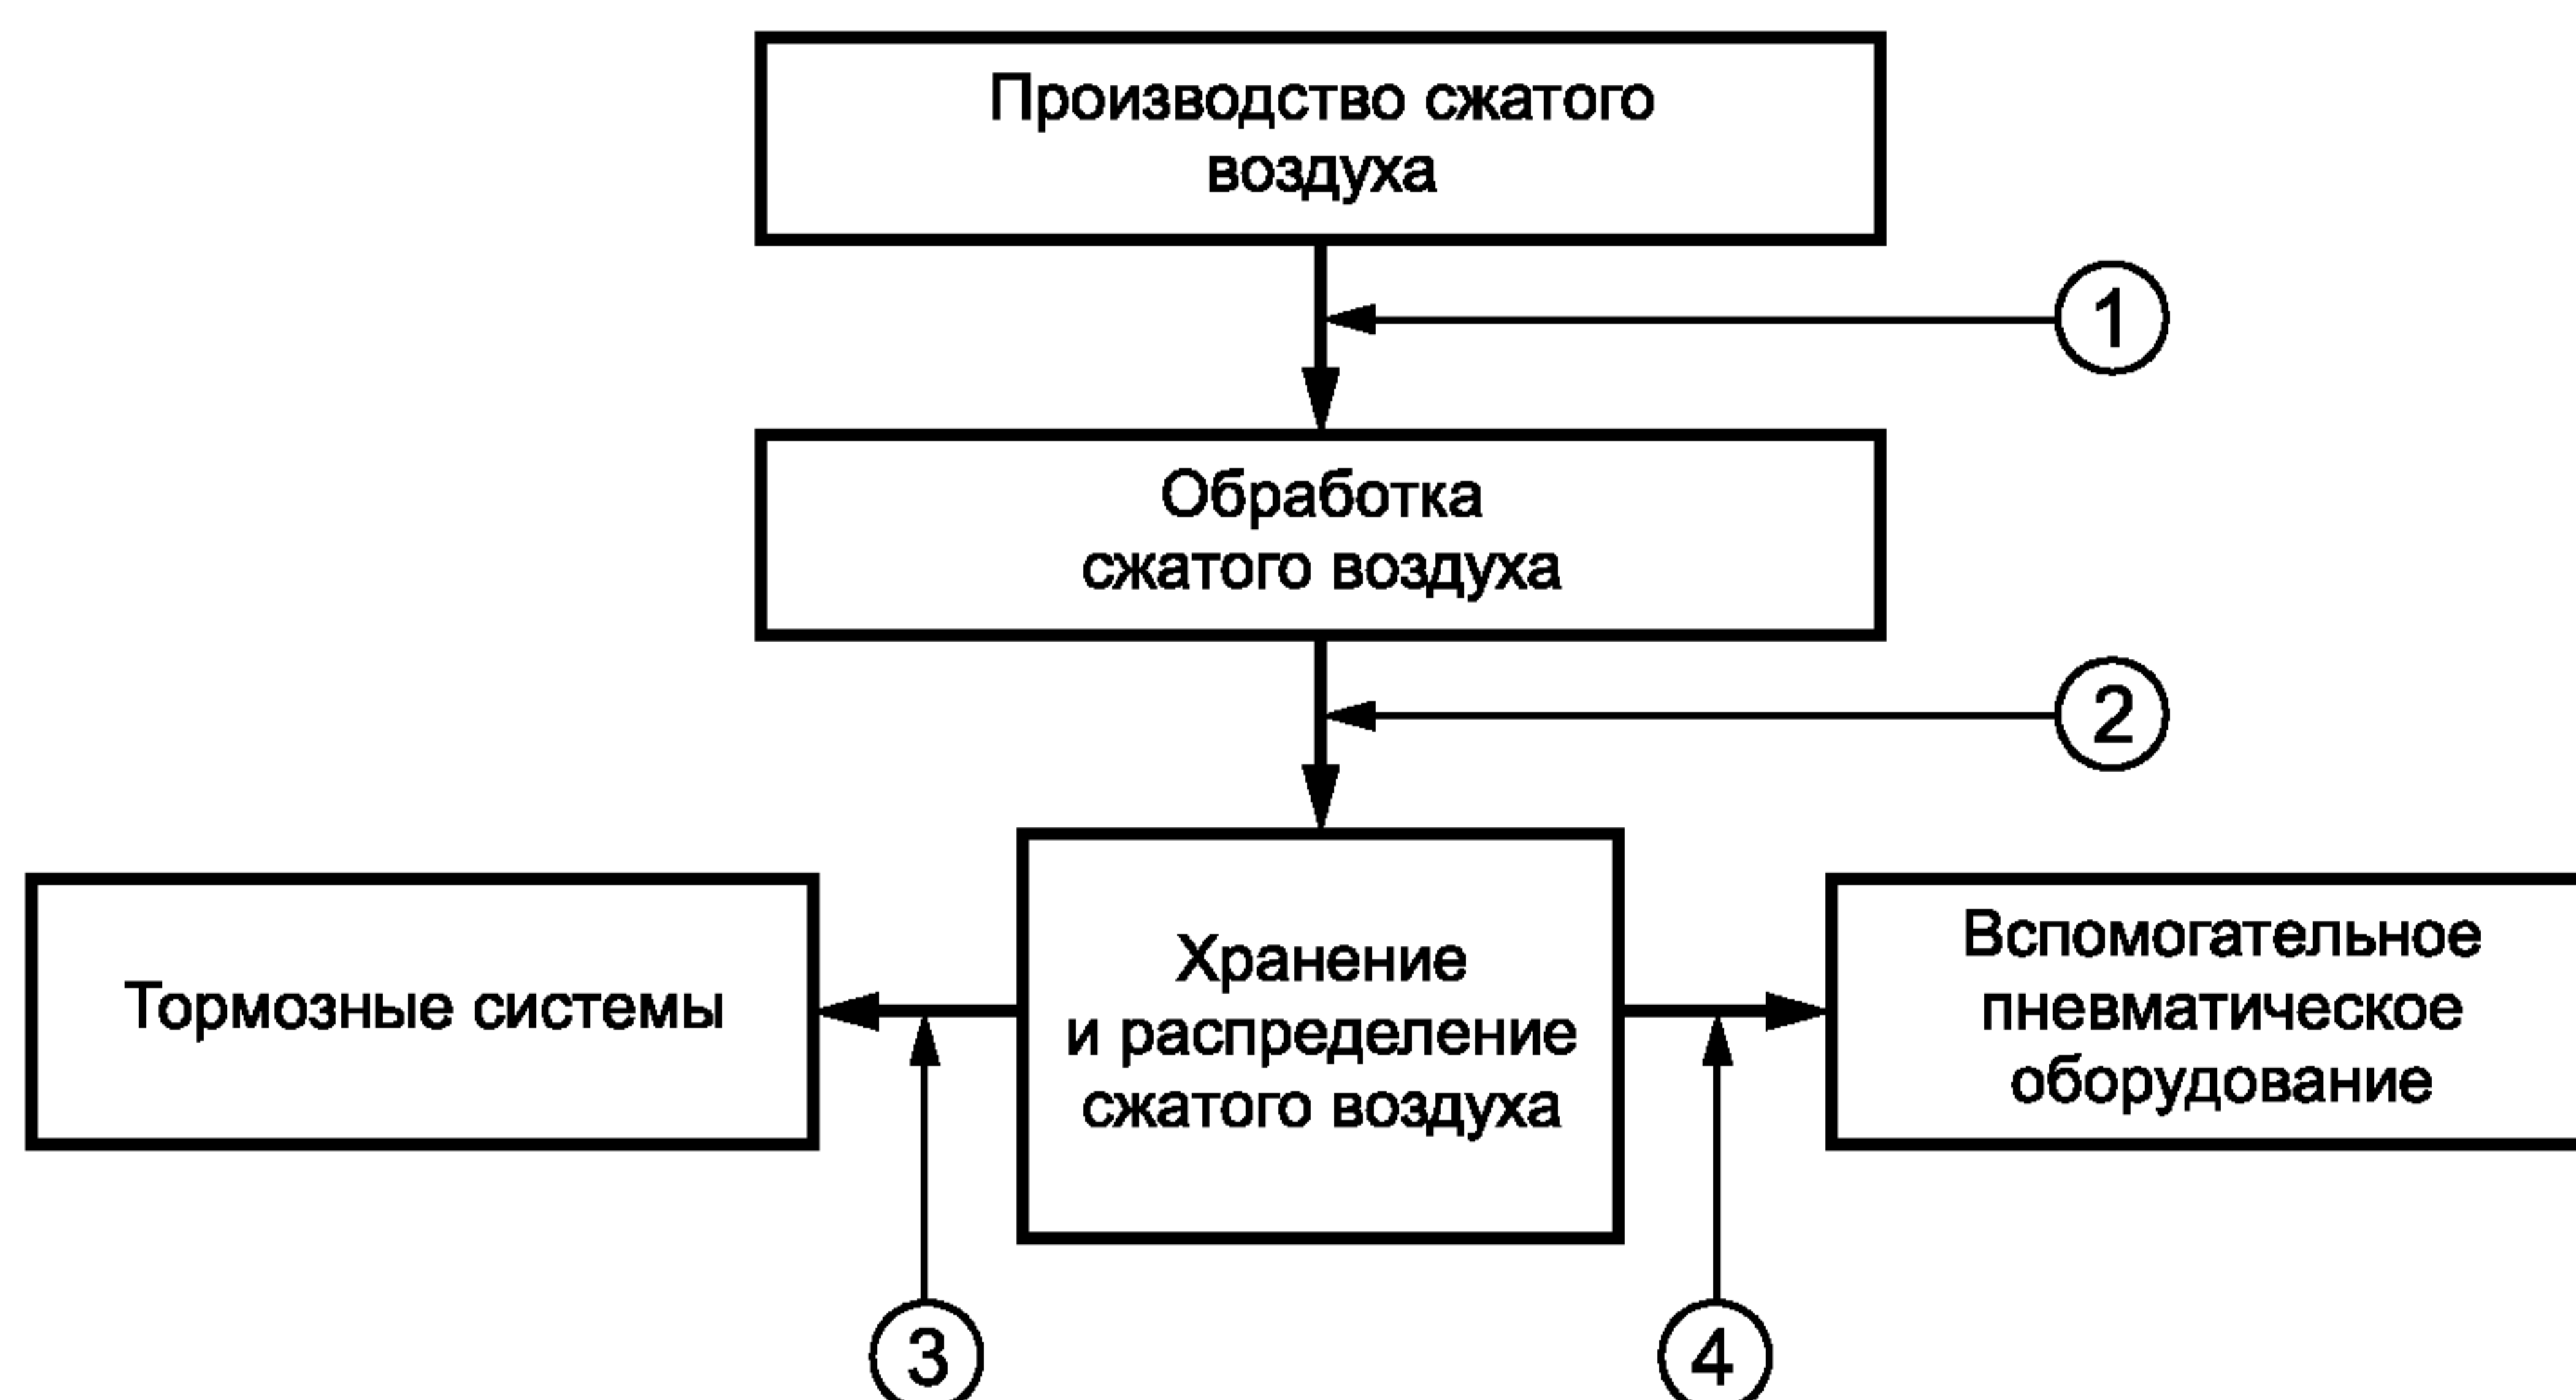 Производство сжатого
воздуха
1
Обработка
сжатого воздуха
2
Тормозные системы
Хранение
и распределение
сжатого воздуха
Вспомогательное
пневматическое
оборудование
3
4